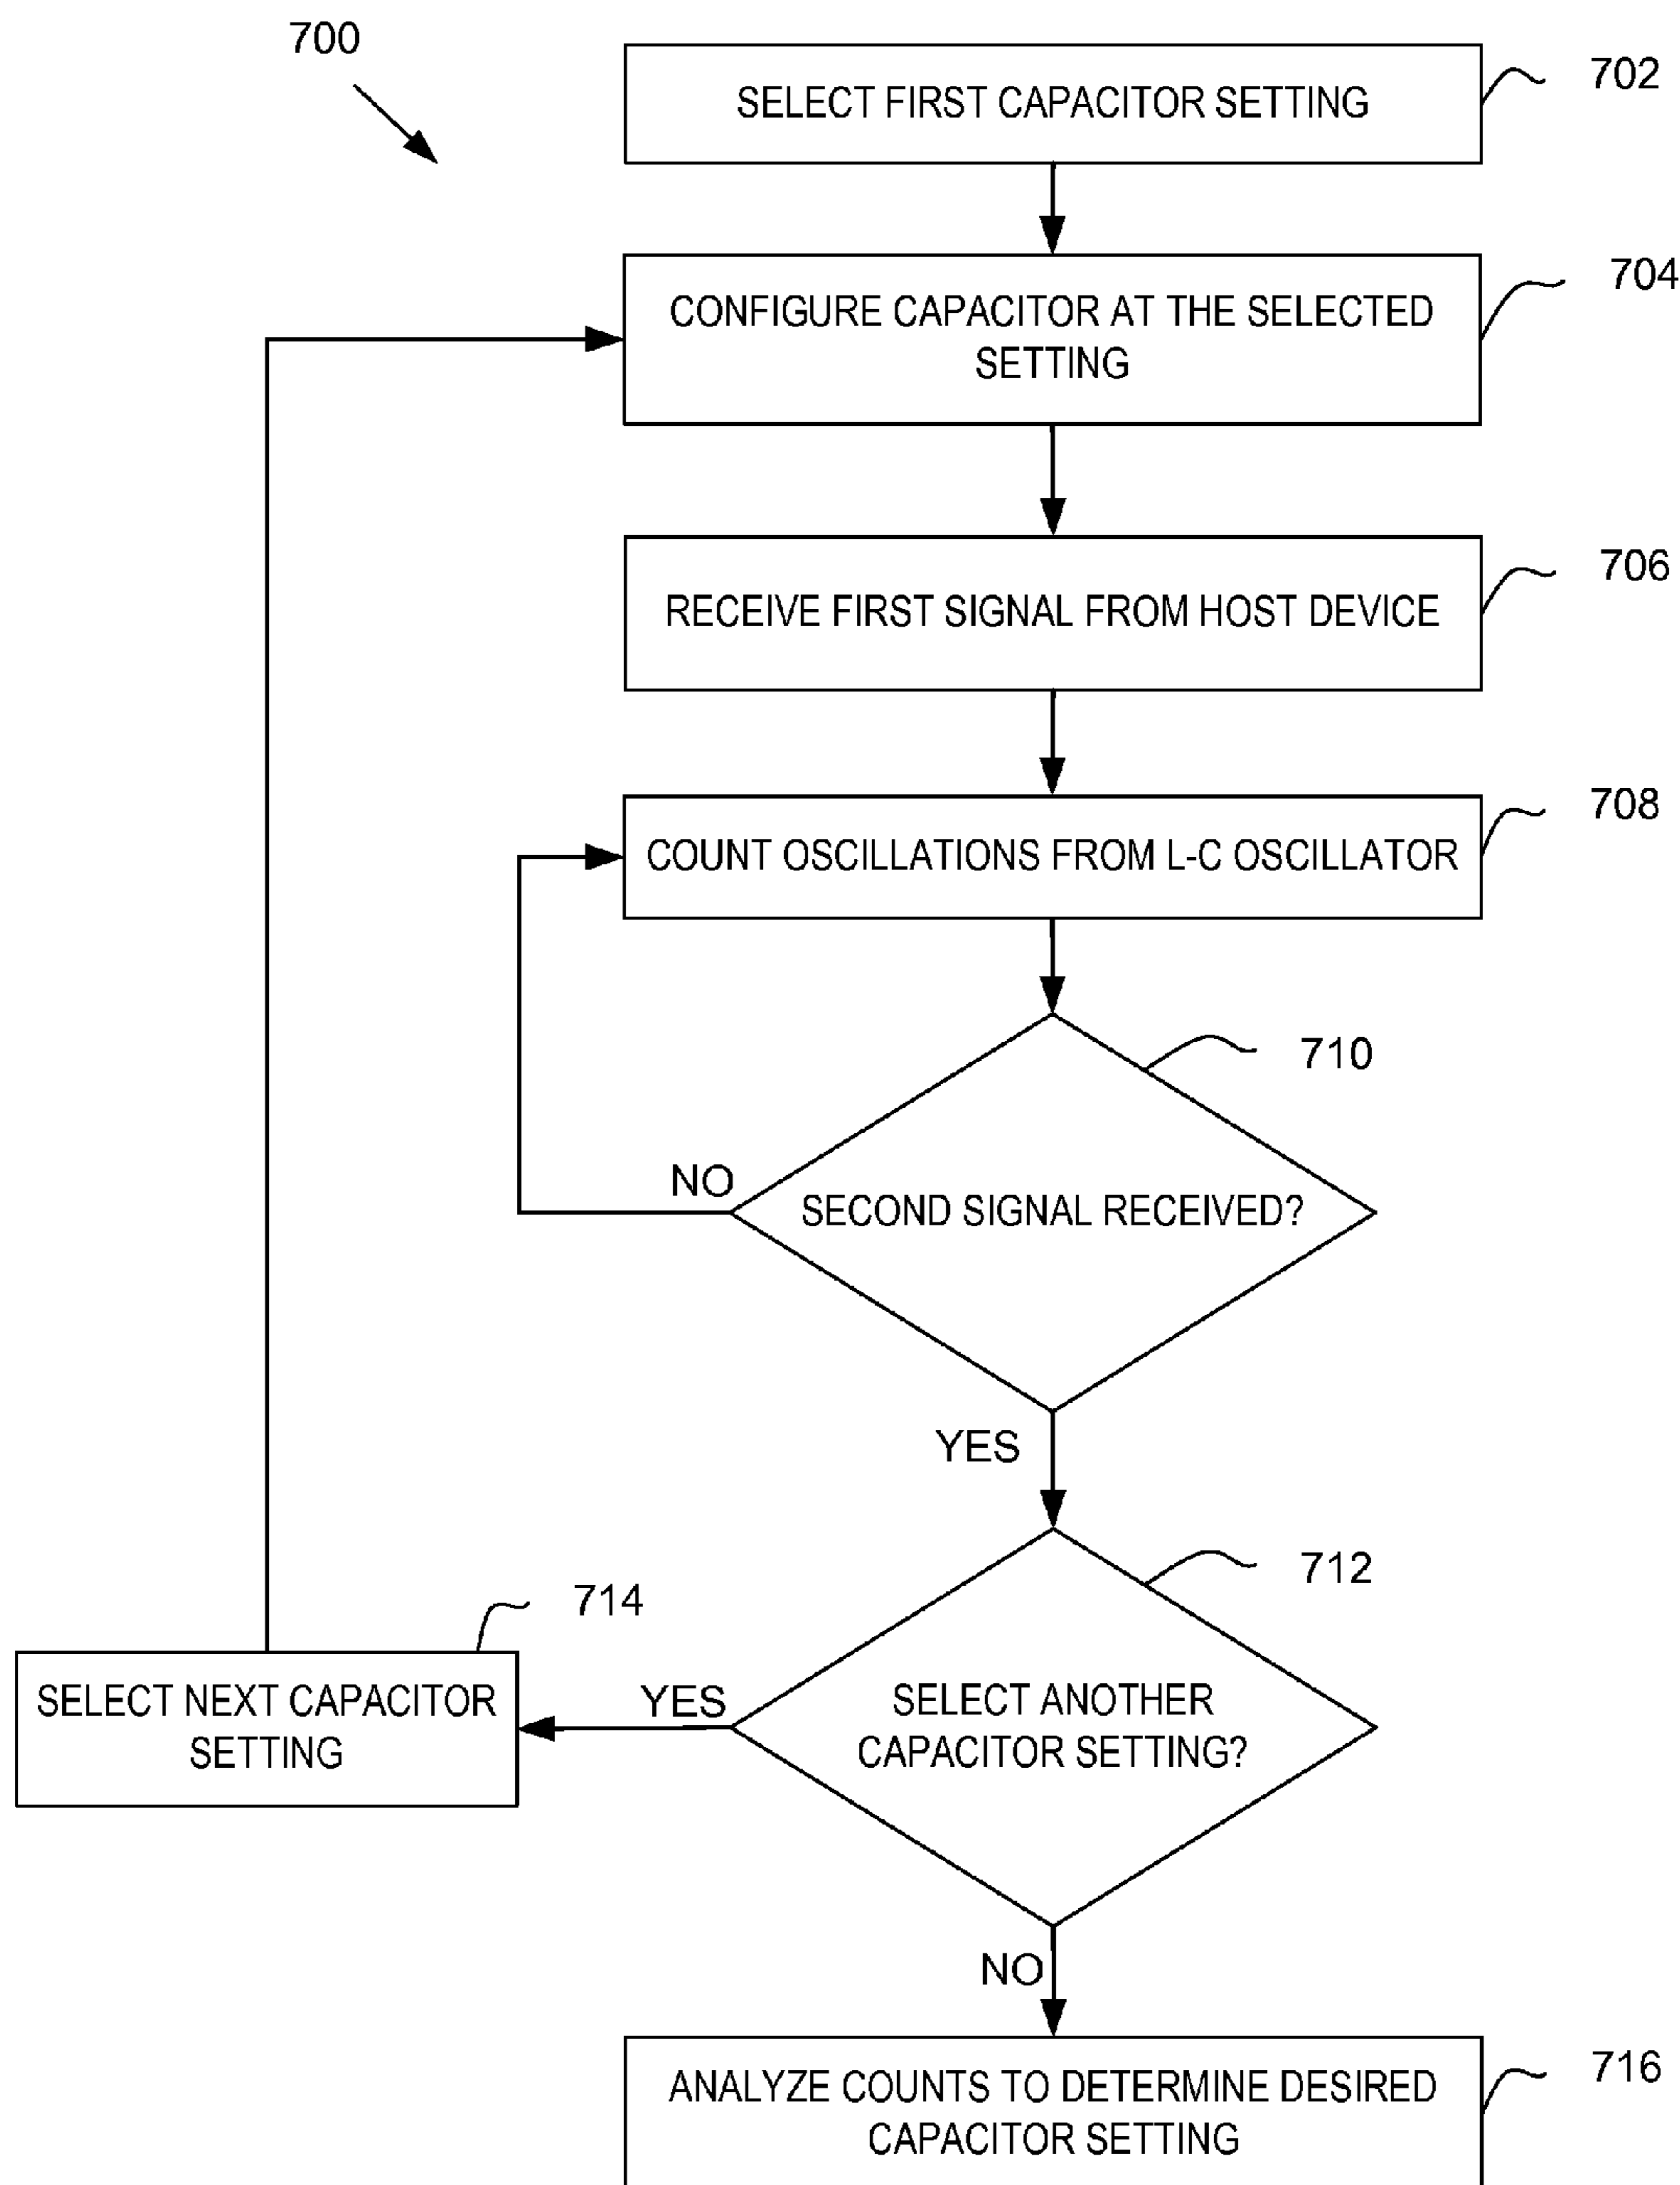 700
SELECT FIRST CAPACITOR SETTING
702
CONFIGURE CAPACITOR AT THE SELECTED
SETTING
704
RECEIVE FIRST SIGNAL FROM HOST DEVICE
706
COUNT OSCILLATIONS FROM L-C OSCILLATOR
708
710
NO
SECOND SIGNAL RECEIVED?
YES
712
714
SELECT NEXT CAPACITOR
SETTING
YES
SELECT ANOTHER
CAPACITOR SETTING?
NO
ANALYZE COUNTS TO DETERMINE DESIRED
CAPACITOR SETTING
716